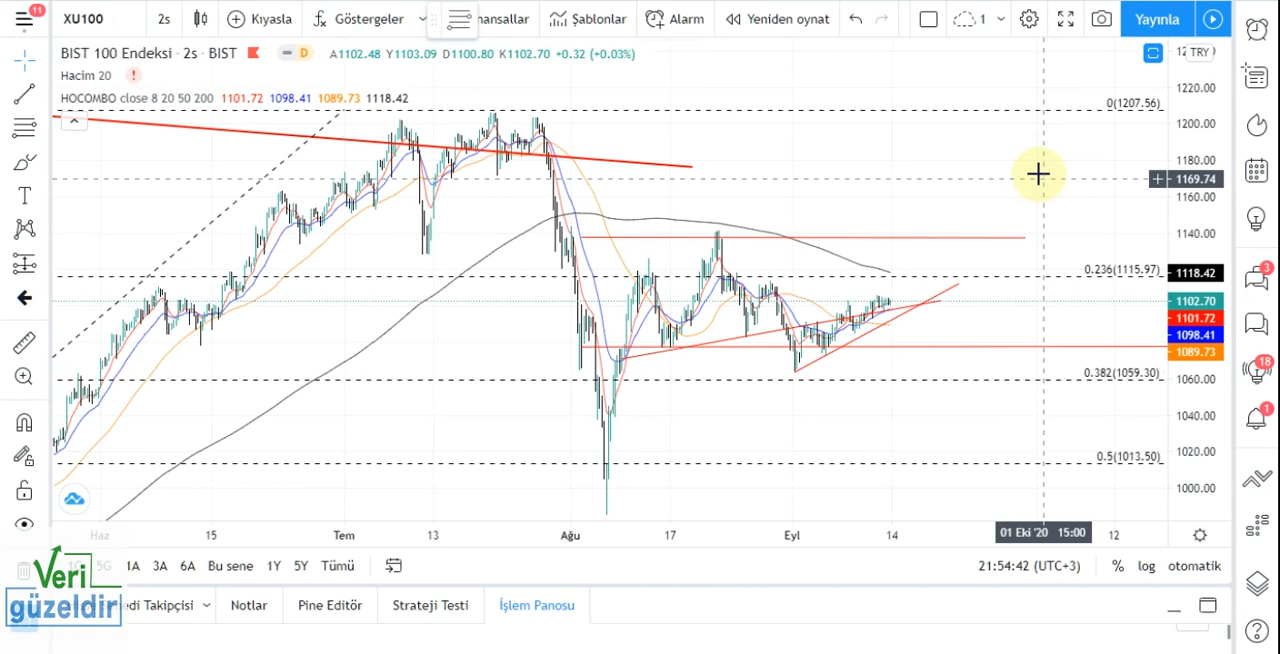 11
XU100 2s Kıyasla Göstergeler nansallar Şablonlar Alarm Yeniden oynat 1 Yayınla
BIST 100 Endeksi · 2s · BIST D A1102.48 Y1103.09 D1100.80 K1102.70 +0.32 (+0.03%)
TRY
Hacim 20 !
HOCOMBO close 8 20 50 200 1101.72 1098.41 1089.73 1118.42
1220.00
0(1207.56)
1200.00
1180.00
1169.74
1160.00
1140.00
0.236(1115.97)
1118.42
1102.70
1101.72
1098.41
1089.73
0.382(1059.30)
1060.00
1040.00
0.5(1013.50)
1020.00
1000.00
3
18
1
Haz 15 Tem 13 Ağu 17 Eyl 14 01 Eki '20 15:00 12
5G 1A 3A 6A Bu sene 1Y 5Y Tümü 21:54:42 (UTC+3) % log otomatik
Veri
güzeldir
edi Takipçisi Notlar Pine Editör Strateji Testi İşlem Panosu